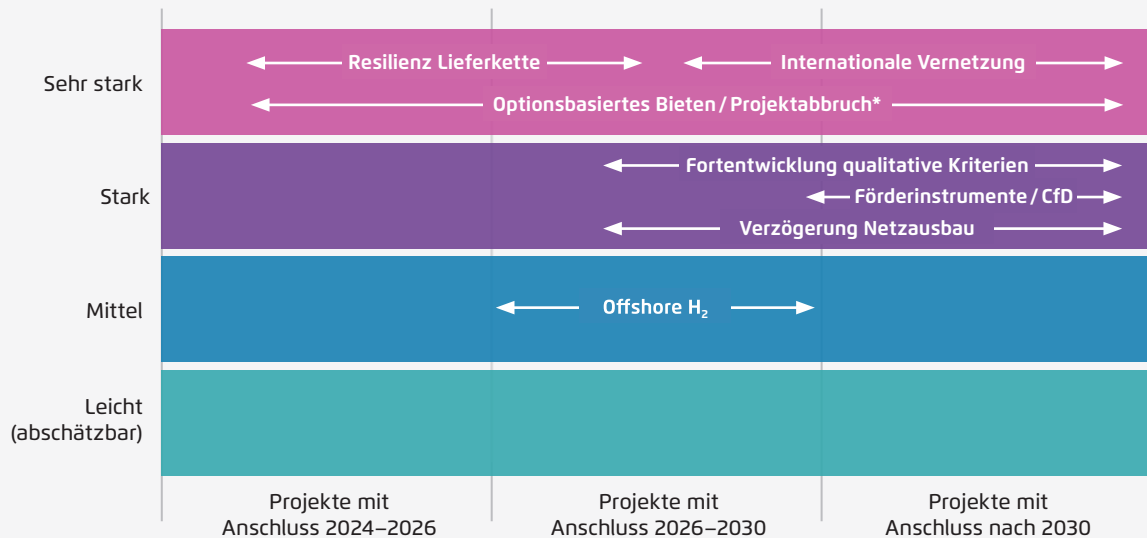 Sehr stark
Resilienz Lieferkette
Internationale Vernetzung
Optionsbasiertes Bieten / Projektabbruch*
Stark
Fortentwicklung qualitative Kriterien
Förderinstrumente / CfD
Verzögerung Netzausbau
Mittel
Offshore H₂
Leicht
(abschätzbar)
Projekte mit
Anschluss 2024–2026
Projekte mit
Anschluss 2026–2030
Projekte mit
Anschluss nach 2030